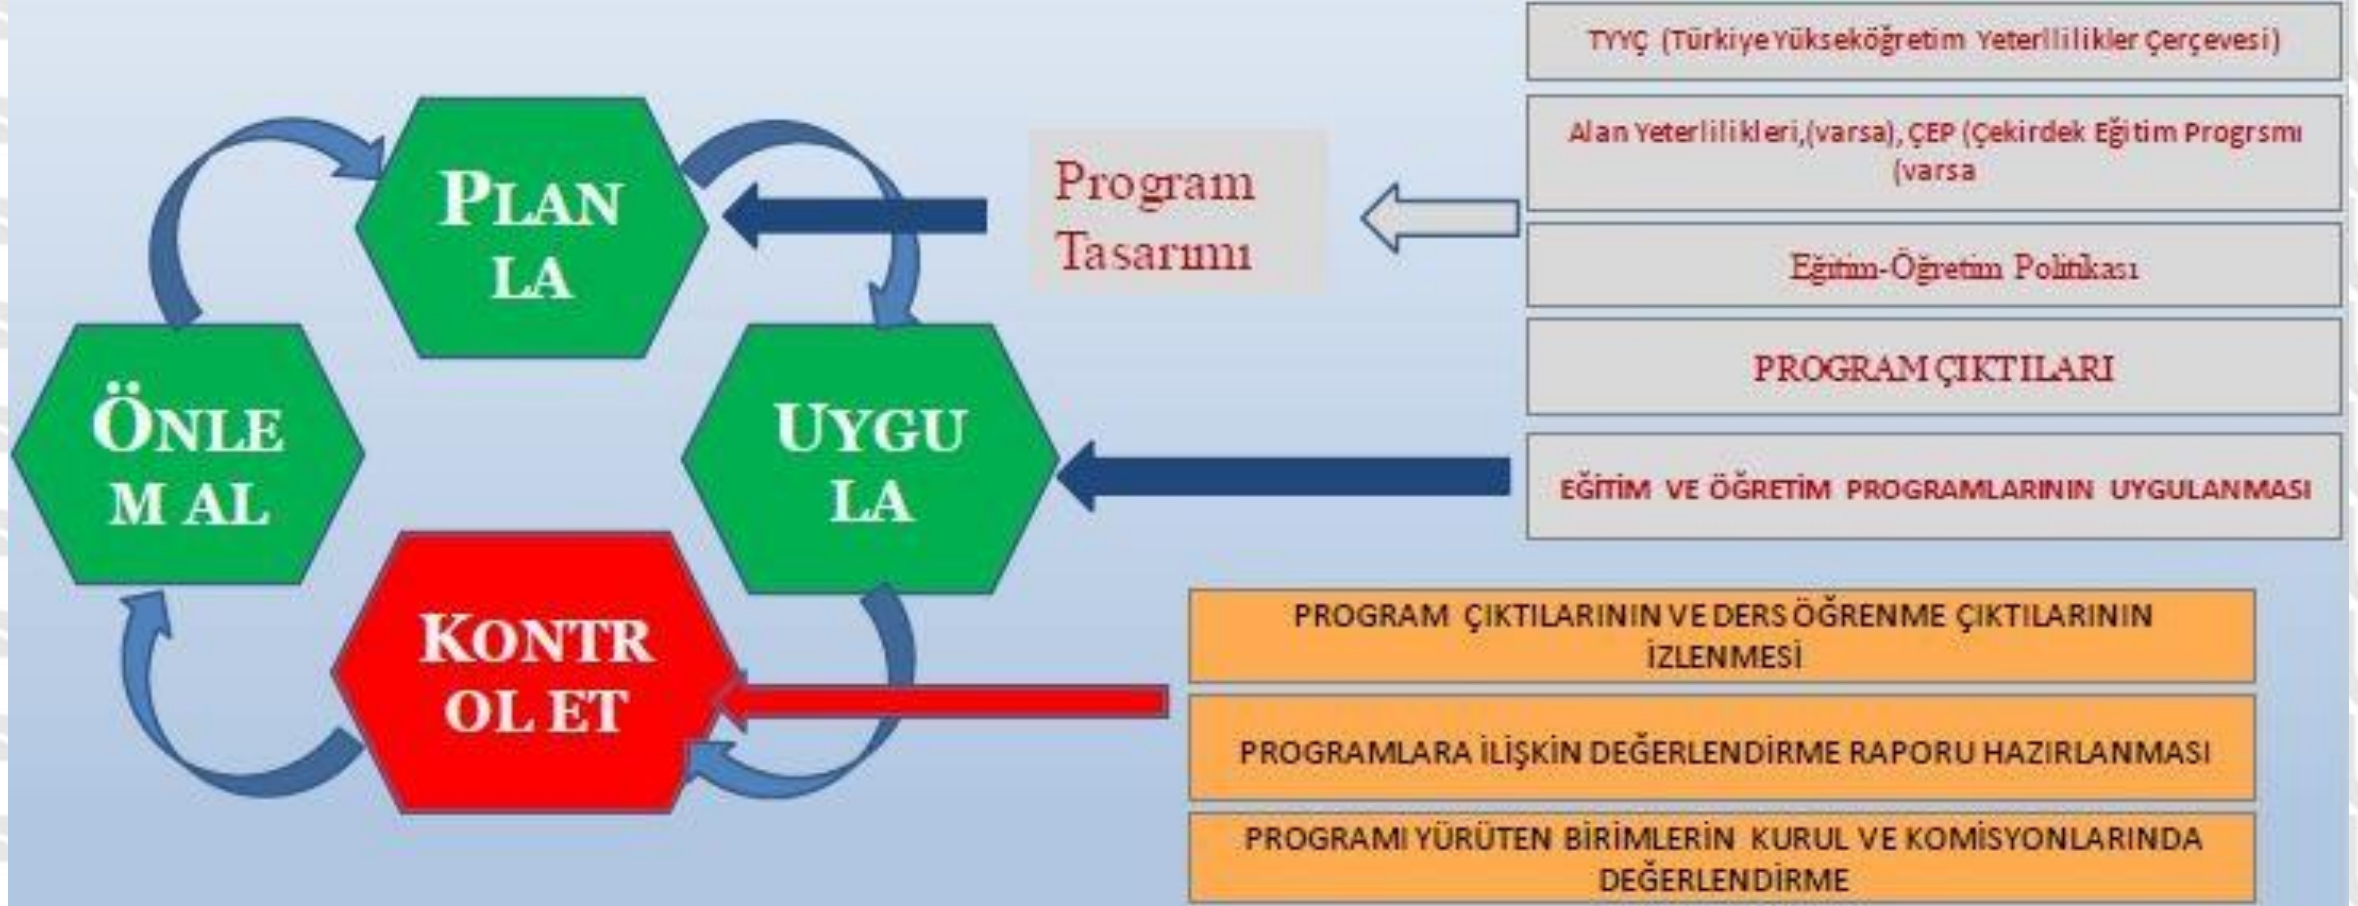 PLAN
LA
UYGU
LA
KONTR
OL ET
ÖNLE
M AL
Program
Tasarımı
TYYÇ (Türkiye Yükseköğretim Yeterllilikler Çerçevesi)
Alan Yeterlilikleri,(varsa), ÇEP (Çekirdek Eğitim Progrsmı
(varsa
Eğitim-Öğretim Politikası
PROGRAM ÇIKTILARI
EĞİTİM VE ÖĞRETİM PROGRAMLARININ UYGULANMASI
PROGRAM ÇIKTILARININ VE DERS ÖĞRENME ÇIKTILARININ
İZLENMESİ
PROGRAMLARA İLİŞKİN DEĞERLENDİRME RAPORU HAZIRLANMASI
PROGRAMI YÜRÜTEN BİRİMLERİN KURUL VE KOMİSYONLARINDA
DEĞERLENDİRME